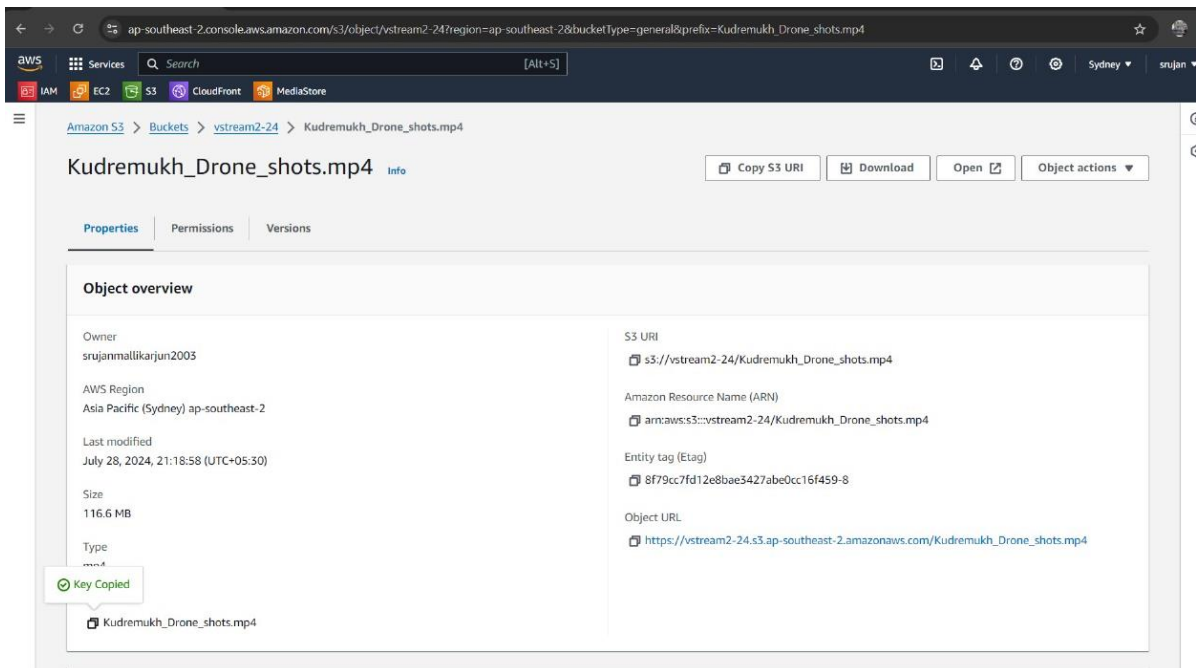 ap-southeast-2.console.aws.amazon.com/s3/object/vstream2-24?region=ap-southeast-2&bucketType=general&prefix=Kudremukh_Drone_shots.mp4
aws Services Search [Alt+S] Sydney srujan
IAM EC2 S3 CloudFront MediaStore
Amazon S3 > Buckets > vstream2-24 > Kudremukh_Drone_shots.mp4
Kudremukh_Drone_shots.mp4 Info
Copy S3 URI Download Open Object actions
Properties Permissions Versions
Object overview
Owner
srujanmallikarjun2003
AWS Region
Asia Pacific (Sydney) ap-southeast-2
Last modified
July 28, 2024, 21:18:58 (UTC+05:30)
Size
116.6 MB
Type
mp4
Key Copied
Kudremukh_Drone_shots.mp4
S3 URI
s3://vstream2-24/Kudremukh_Drone_shots.mp4
Amazon Resource Name (ARN)
arn:aws:s3:::vstream2-24/Kudremukh_Drone_shots.mp4
Entity tag (Etag)
8f79cc7fd12e8bae3427abe0cc16f459-8
Object URL
https://vstream2-24.s3.ap-southeast-2.amazonaws.com/Kudremukh_Drone_shots.mp4